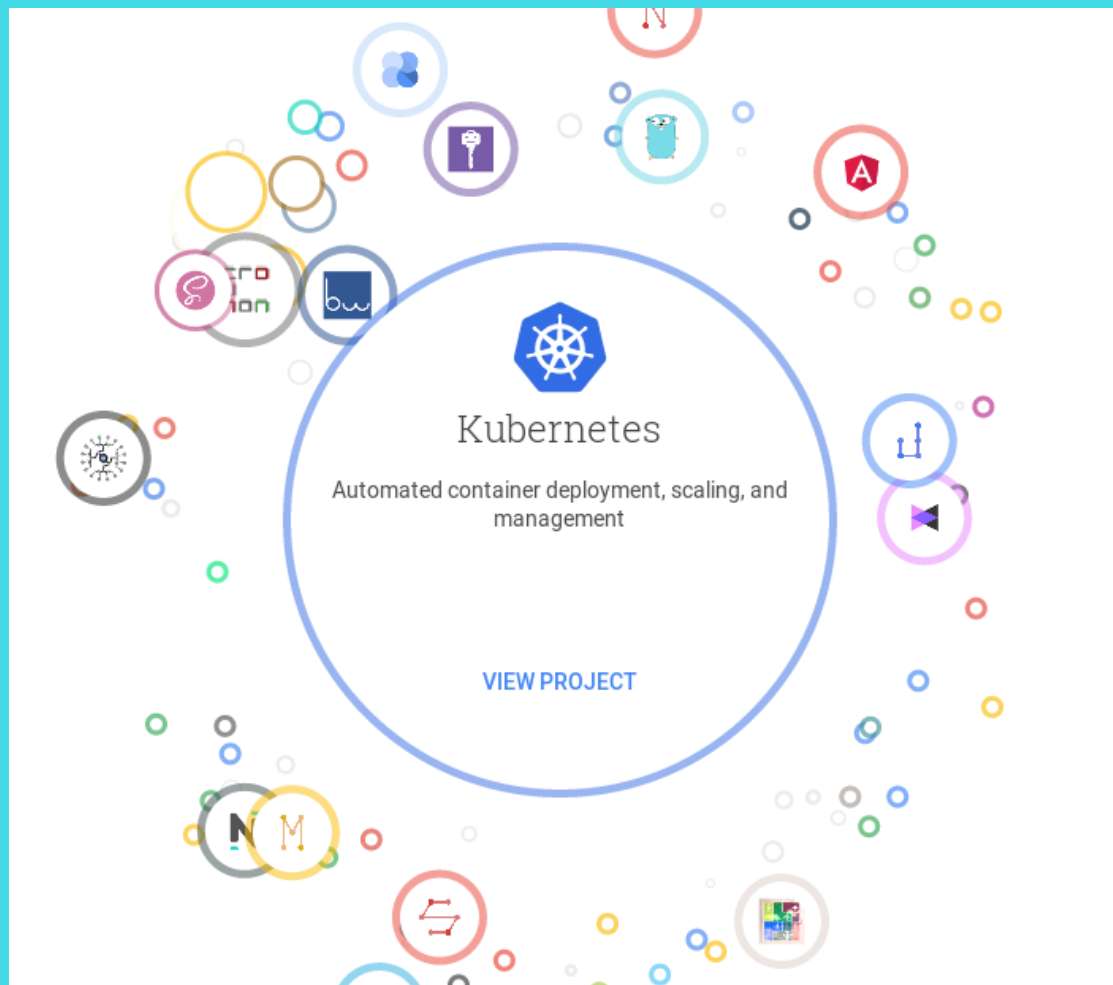 Kubernetes
Automated container deployment, scaling, and
management
VIEW PROJECT